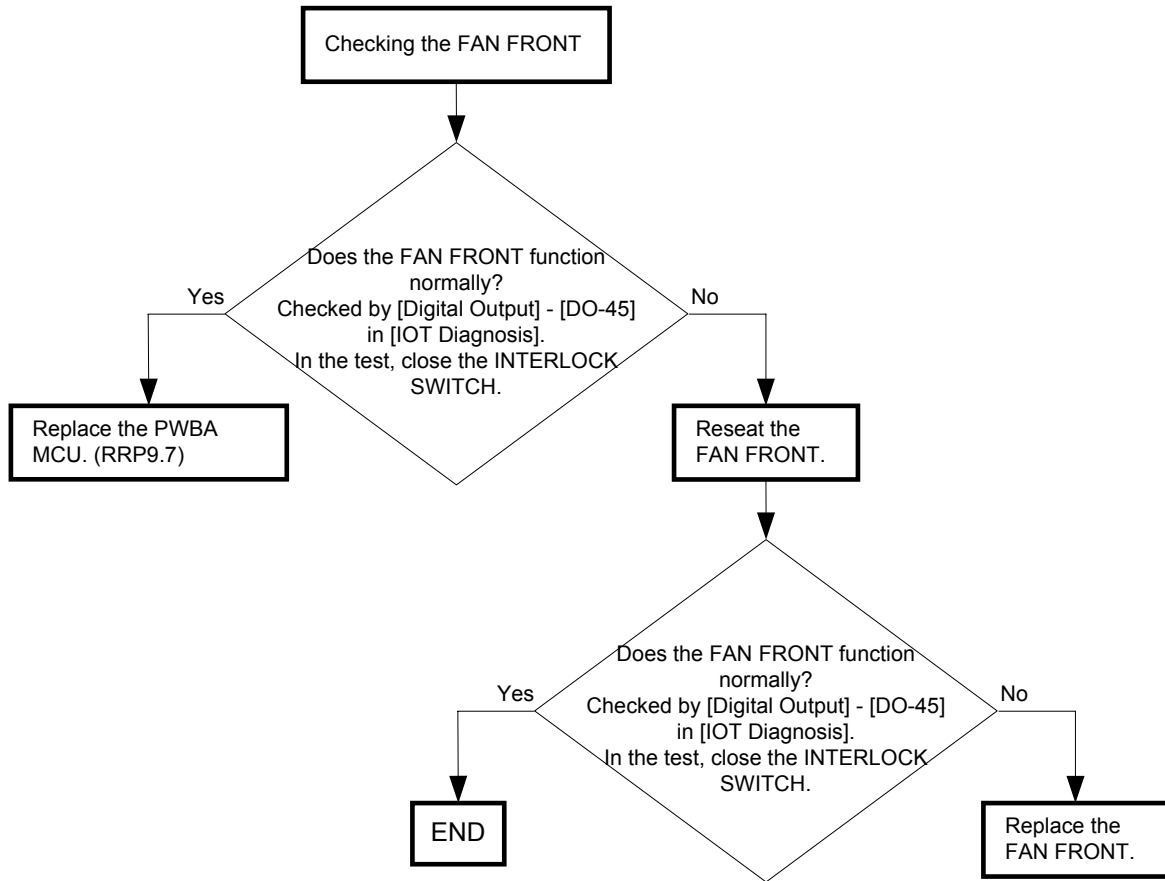 Checking the FAN FRONT
Does the FAN FRONT function
normally?
Checked by [Digital Output] - [DO-45]
in [IOT Diagnosis].
In the test, close the INTERLOCK
SWITCH.
Yes
No
Replace the PWBA
MCU. (RRP9.7)
Reseat the
FAN FRONT.
Does the FAN FRONT function
normally?
Checked by [Digital Output] - [DO-45]
in [IOT Diagnosis].
In the test, close the INTERLOCK
SWITCH.
Yes
No
END
Replace the
FAN FRONT.